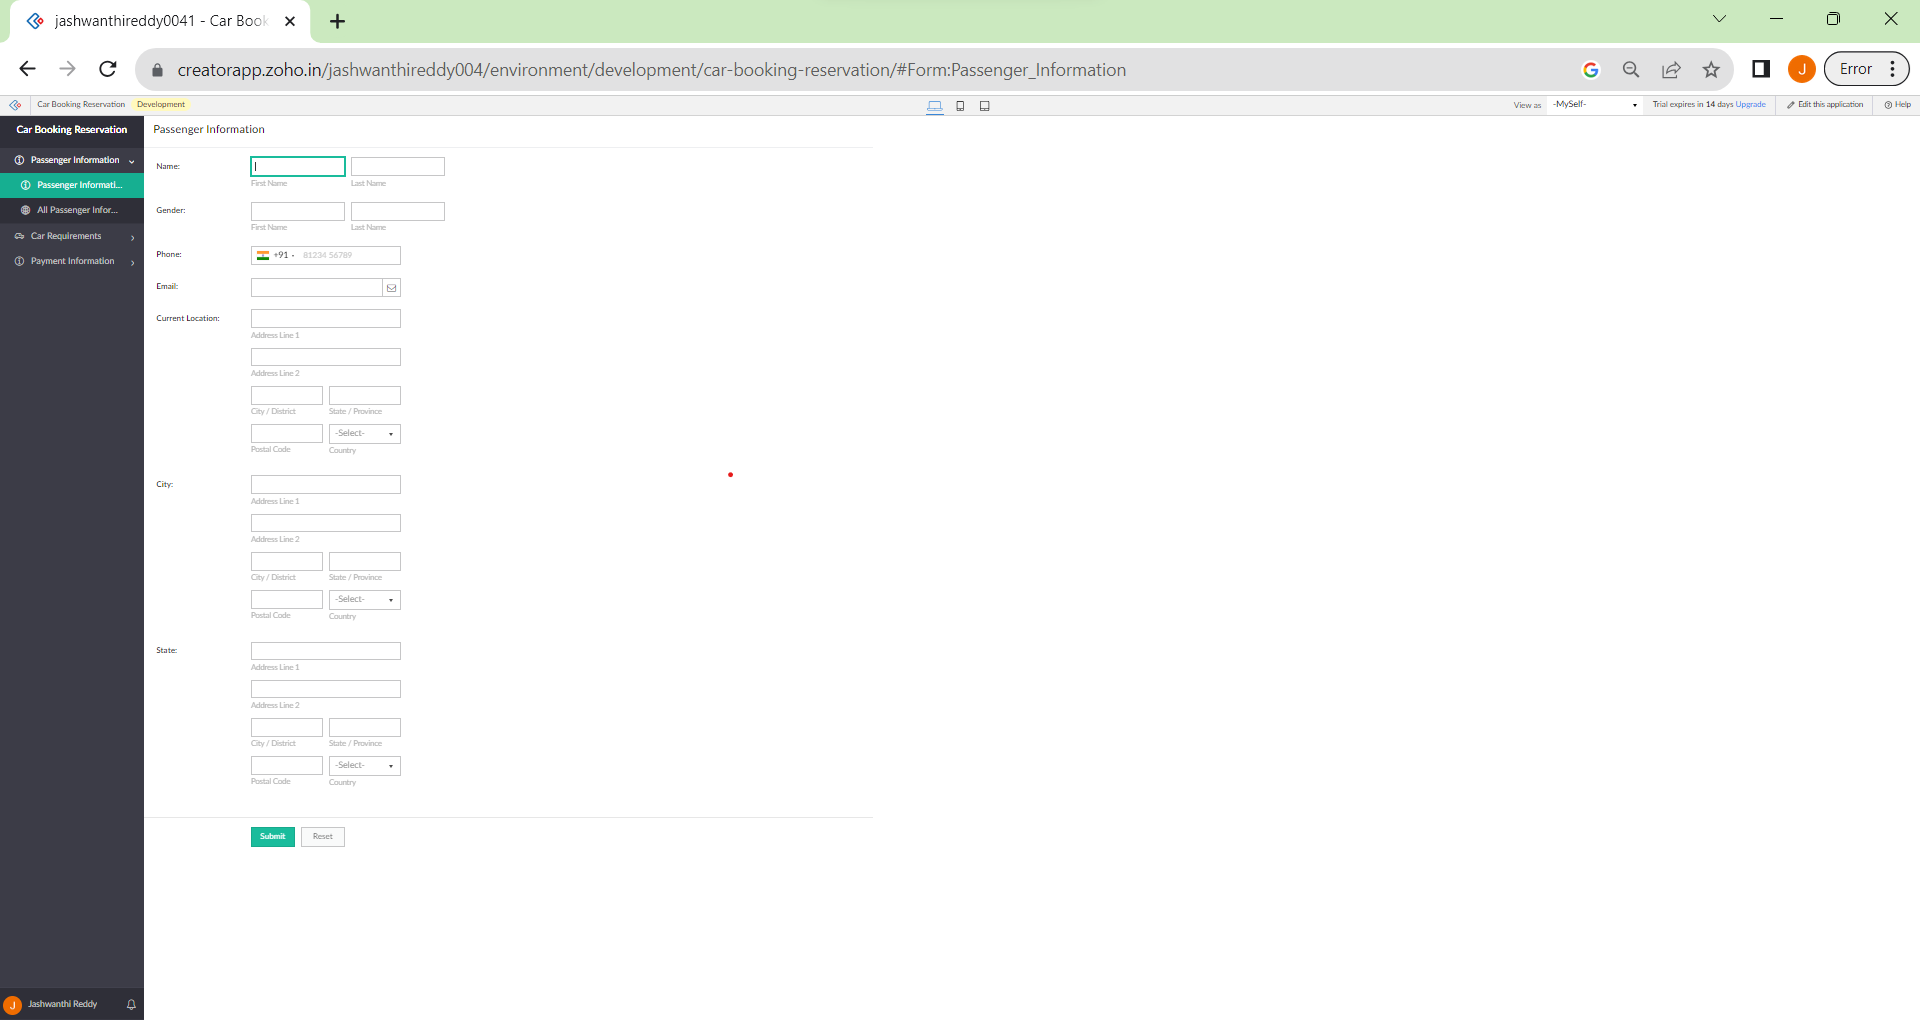 jashwanthireddy0041 - Car Book
creatorapp.zoho.in/jashwanthireddy004/environment/development/car-booking-reservation/#Form:Passenger_Information
J
Error
Car Booking Reservation
Development
View as
-MySelf-
Trial expires in 14 days Upgrade
Edit this application
Help
Car Booking Reservation
Passenger Information
Passenger Informati...
All Passenger Infor...
Car Requirements
Payment Information
Passenger Information
Name:
First Name
Last Name
Gender:
First Name
Last Name
Phone:
+91
81234 56789
Email:
Current Location:
Address Line 1
Address Line 2
City / District
State / Province
-Select-
Postal Code
Country
City:
Address Line 1
Address Line 2
City / District
State / Province
-Select-
Postal Code
Country
State:
Address Line 1
Address Line 2
City / District
State / Province
-Select-
Postal Code
Country
Submit
Reset
J
Jashwanthi Reddy